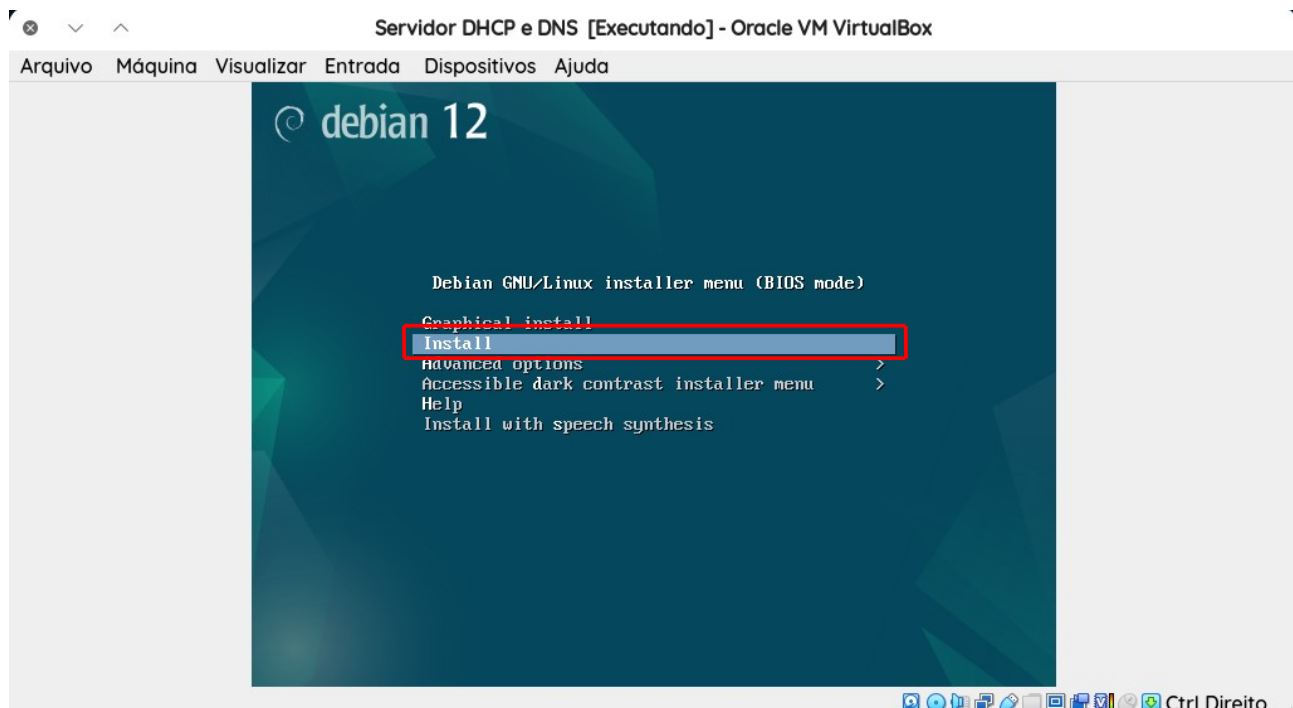 Servidor DHCP e DNS [Executando] - Oracle VM VirtualBox
Arquivo Máquina Visualizar Entrada Dispositivos Ajuda
debian 12
Debian GNU/Linux installer menu (BIOS mode)
Graphical install
Install
Advanced options >
Accessible dark contrast installer menu >
Help
Install with speech synthesis
Ctrl Direito